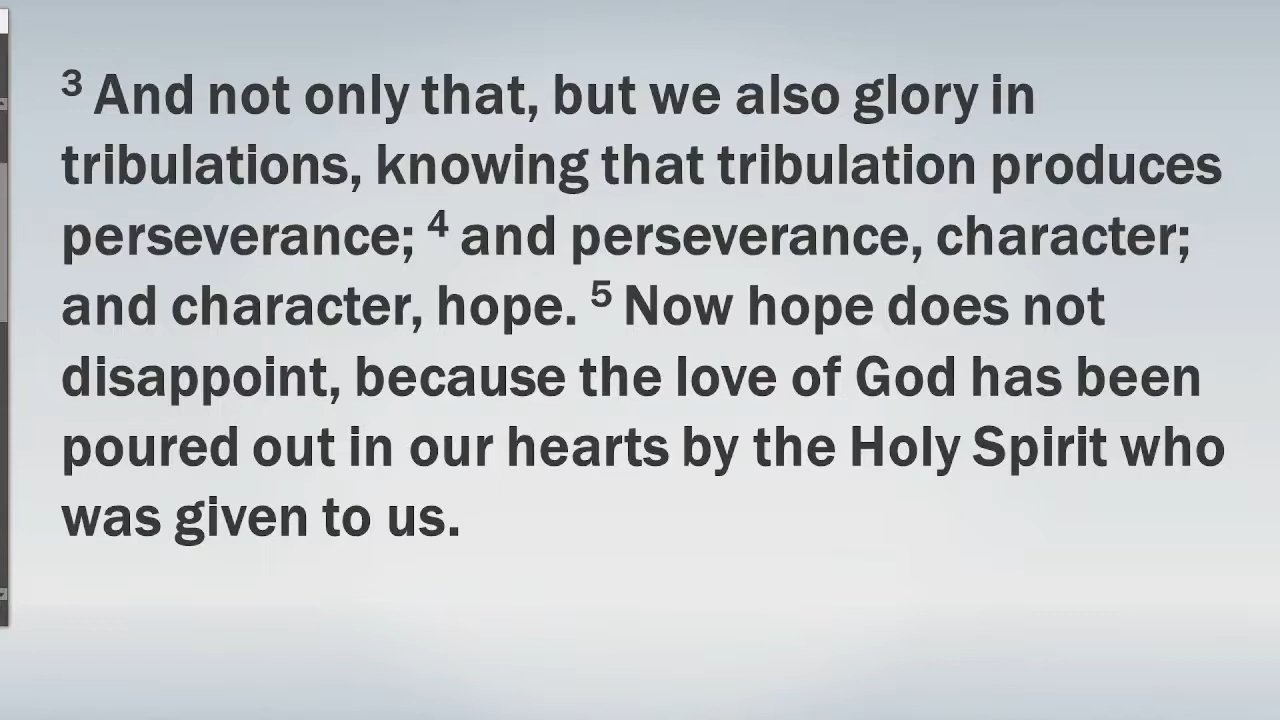 3 And not only that, but we also glory in
tribulations, knowing that tribulation produces
perseverance; 4 and perseverance, character;
and character, hope. 5 Now hope does not
disappoint, because the love of God has been
poured out in our hearts by the Holy Spirit who
was given to us.